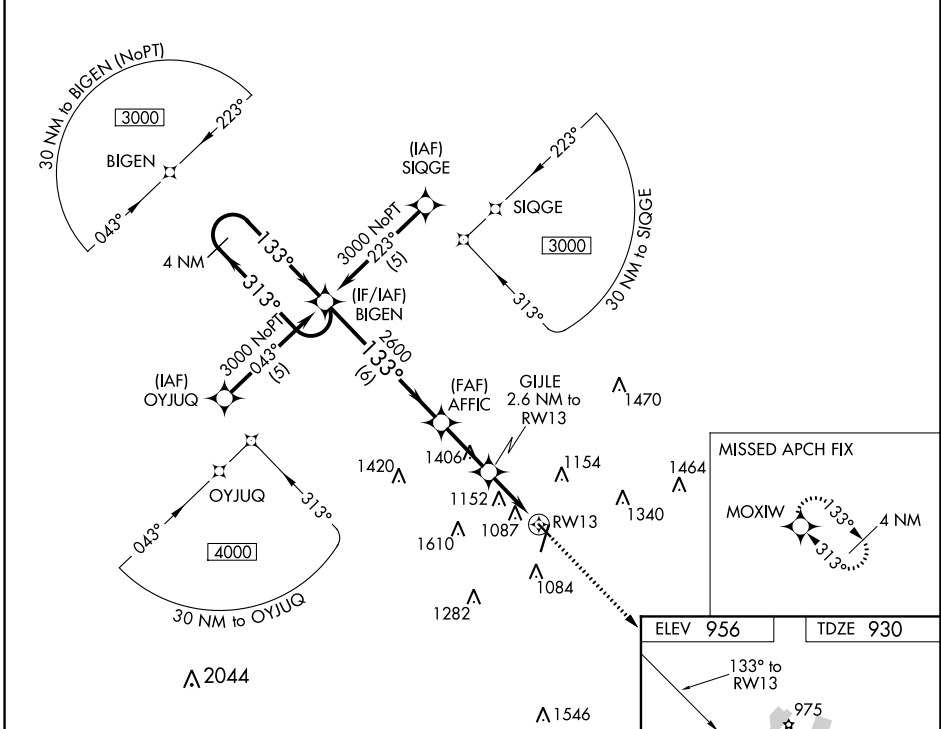 30 NM to BIGEN (NoPT)
3000
223°
BIGEN
043°
(IAF)
SIQGE
223°
SIQGE
3000
313°
30 NM to SIQGE
3000 NoPT
223°
(5)
4 NM
133°
313°
(IF/IAF)
BIGEN
3000 NoPT
043°
(5)
2600
133°
(6)
(IAF)
OYJUQ
(FAF)
AFFIC
GIJLE
2.6 NM to
RW13
1470
1406
1420
1154
1464
1152
1340
1087
RW13
1610
1084
1282
OYJUQ
043°
313°
4000
30 NM to OYJUQ
2044
1546
MISSED APCH FIX
MOXIW
133°
4 NM
313°
ELEV 956
TDZE 930
133° to
RW13
975